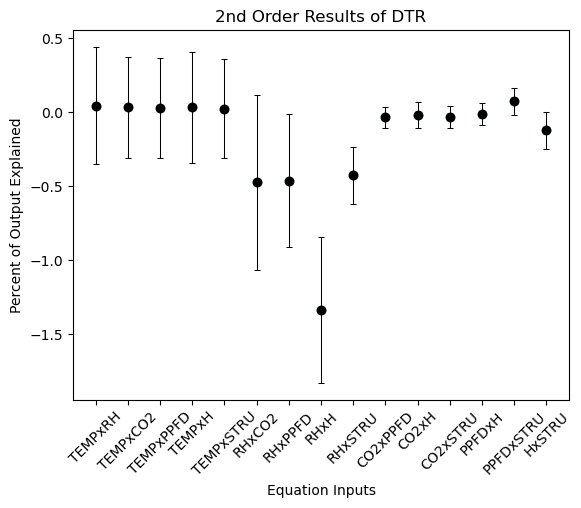 2nd Order Results of DTR
Percent of Output Explained
0.5
0.0
−0.5
−1.0
−1.5
TEMPxRH
TEMPxCO2
TEMPxPPFD
TEMPxH
TEMPxSTRU
RHxCO2
RHxPPFD
RHxH
RHxSTRU
CO2xPPFD
CO2xH
CO2xSTRU
PPFDxH
PPFDxSTRU
HxSTRU
Equation Inputs